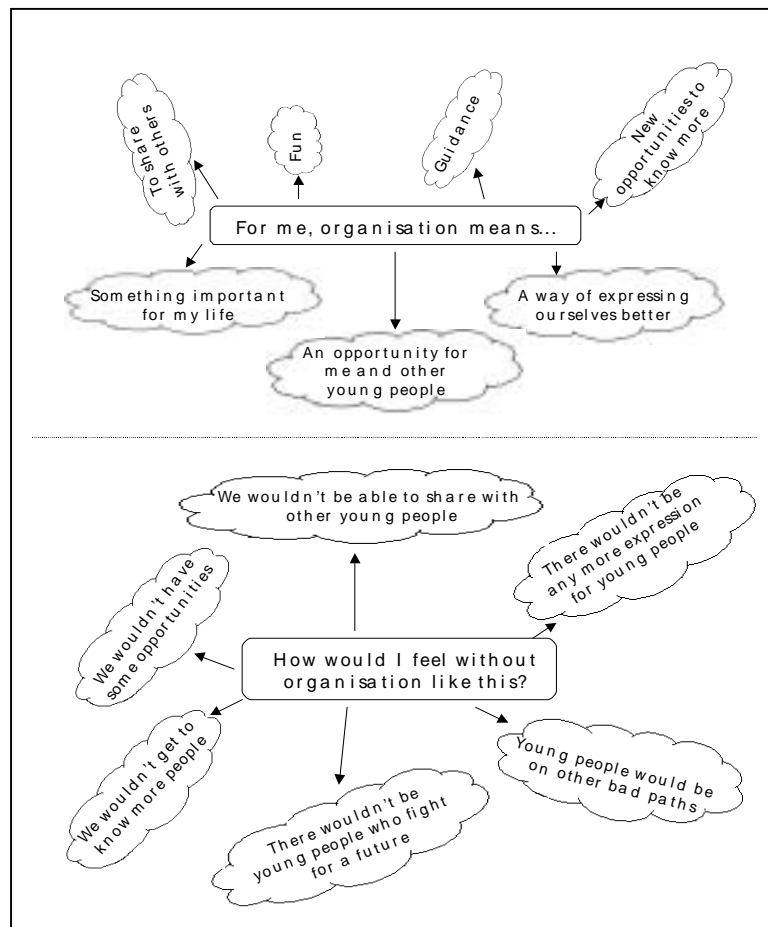 To share
with others
Fun
Guidance
New
opportunities to
know more
For me, organisation means...
Something important
for my life
A way of expressing
ourselves better
An opportunity for
me and other
young people
We wouldn't be able to share with
other young people
There wouldn't be
any more expression
for young people
We wouldn't have
some opportunities
How would I feel without
organisation like this?
We wouldn't get to
know more people
There wouldn't be
young people who fight
for a future
Young people would be
on other bad paths